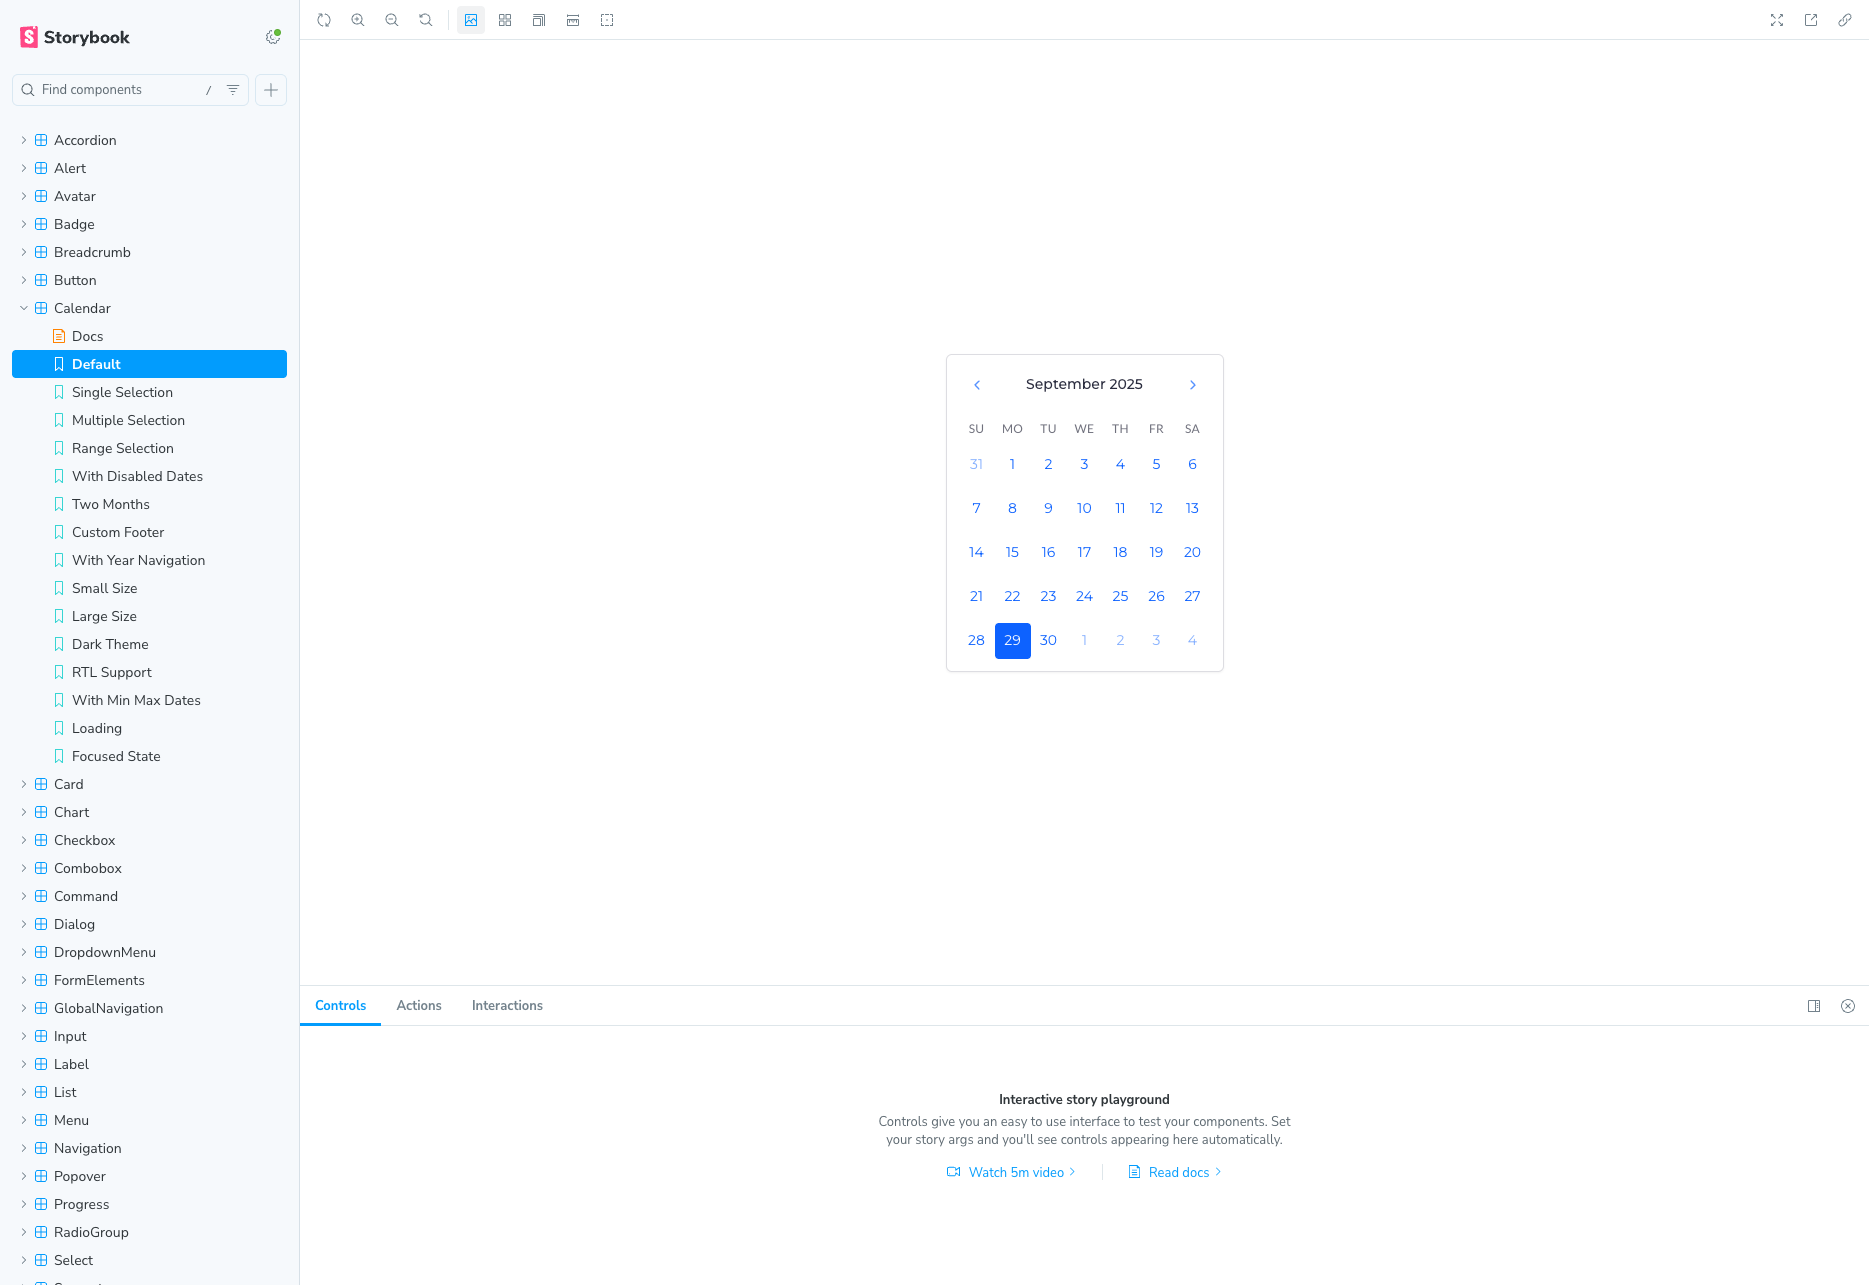 Storybook
Find components /
Accordion
Alert
Avatar
Badge
Breadcrumb
Button
Calendar
Docs
Default
Single Selection
Multiple Selection
Range Selection
With Disabled Dates
Two Months
Custom Footer
With Year Navigation
Small Size
Large Size
Dark Theme
RTL Support
With Min Max Dates
Loading
Focused State
Card
Chart
Checkbox
Combobox
Command
Dialog
DropdownMenu
FormElements
GlobalNavigation
Input
Label
List
Menu
Navigation
Popover
Progress
RadioGroup
Select
September 2025
SU MO TU WE TH FR SA
31 1 2 3 4 5 6
7 8 9 10 11 12 13
14 15 16 17 18 19 20
21 22 23 24 25 26 27
28 29 30 1 2 3 4
Controls Actions Interactions
Interactive story playground
Controls give you an easy to use interface to test your components. Set
your story args and you'll see controls appearing here automatically.
Watch 5m video Read docs